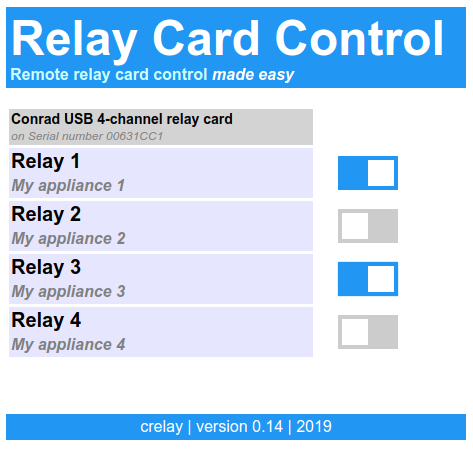 Relay Card Control
Remote relay card control made easy
Conrad USB 4-channel relay card
on Serial number 00631CC1
Relay 1
My appliance 1
Relay 2
My appliance 2
Relay 3
My appliance 3
Relay 4
My appliance 4
crelay | version 0.14 | 2019